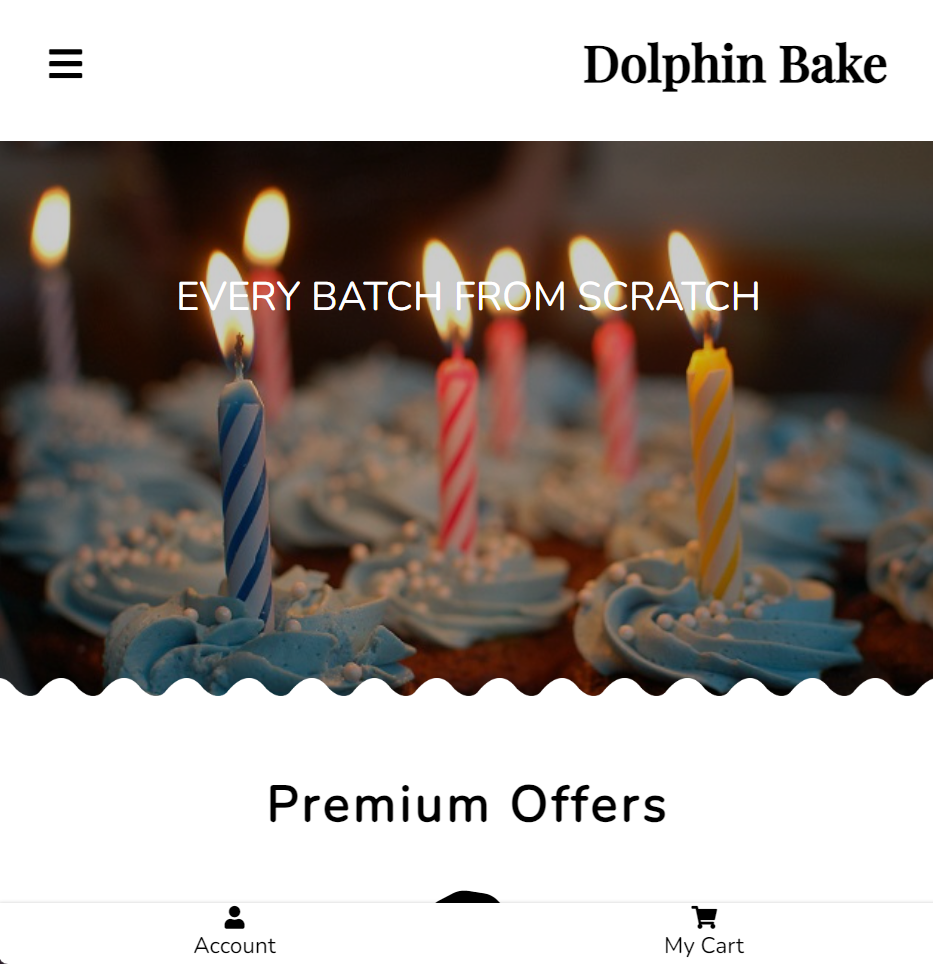 Dolphin Bake
EVERY BATCH FROM SCRATCH
Premium Offers
Account
My Cart